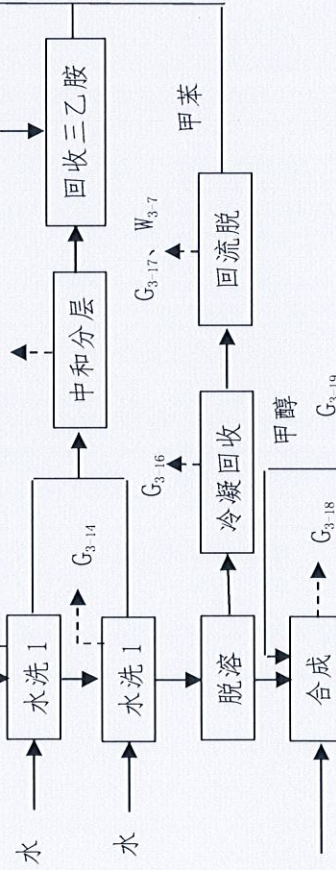 回收三乙胺
甲苯
G₃₋₁₇、W₃₋₇
中和分层
回流脱
G₃₋₁₆
冷凝回收
甲醇
G₃₋₁₉
G₃₋₁₄
G₃₋₁₈
水洗1
水洗1
脱溶
合成
水
水